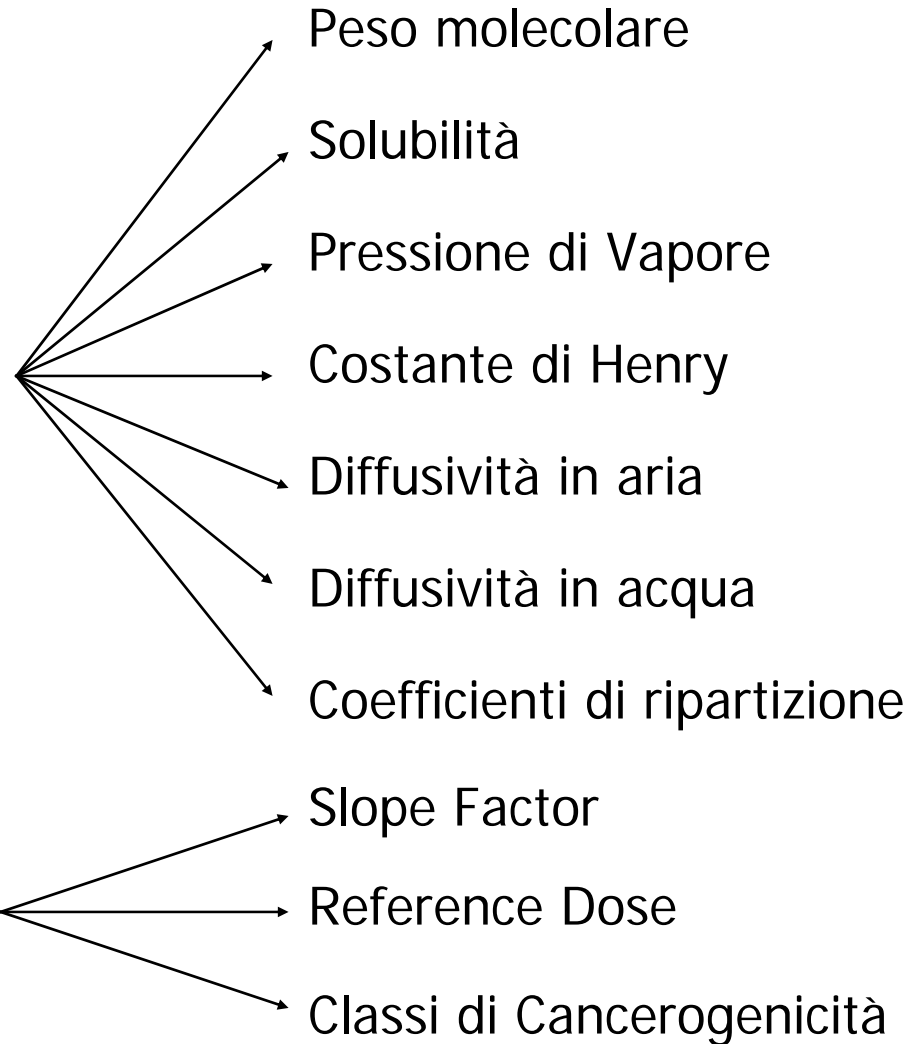 Peso molecolare
Solubilità
Pressione di Vapore
Costante di Henry
Diffusività in aria
Diffusività in acqua
Coefficienti di ripartizione
Slope Factor
Reference Dose
Classi di Cancerogenicità